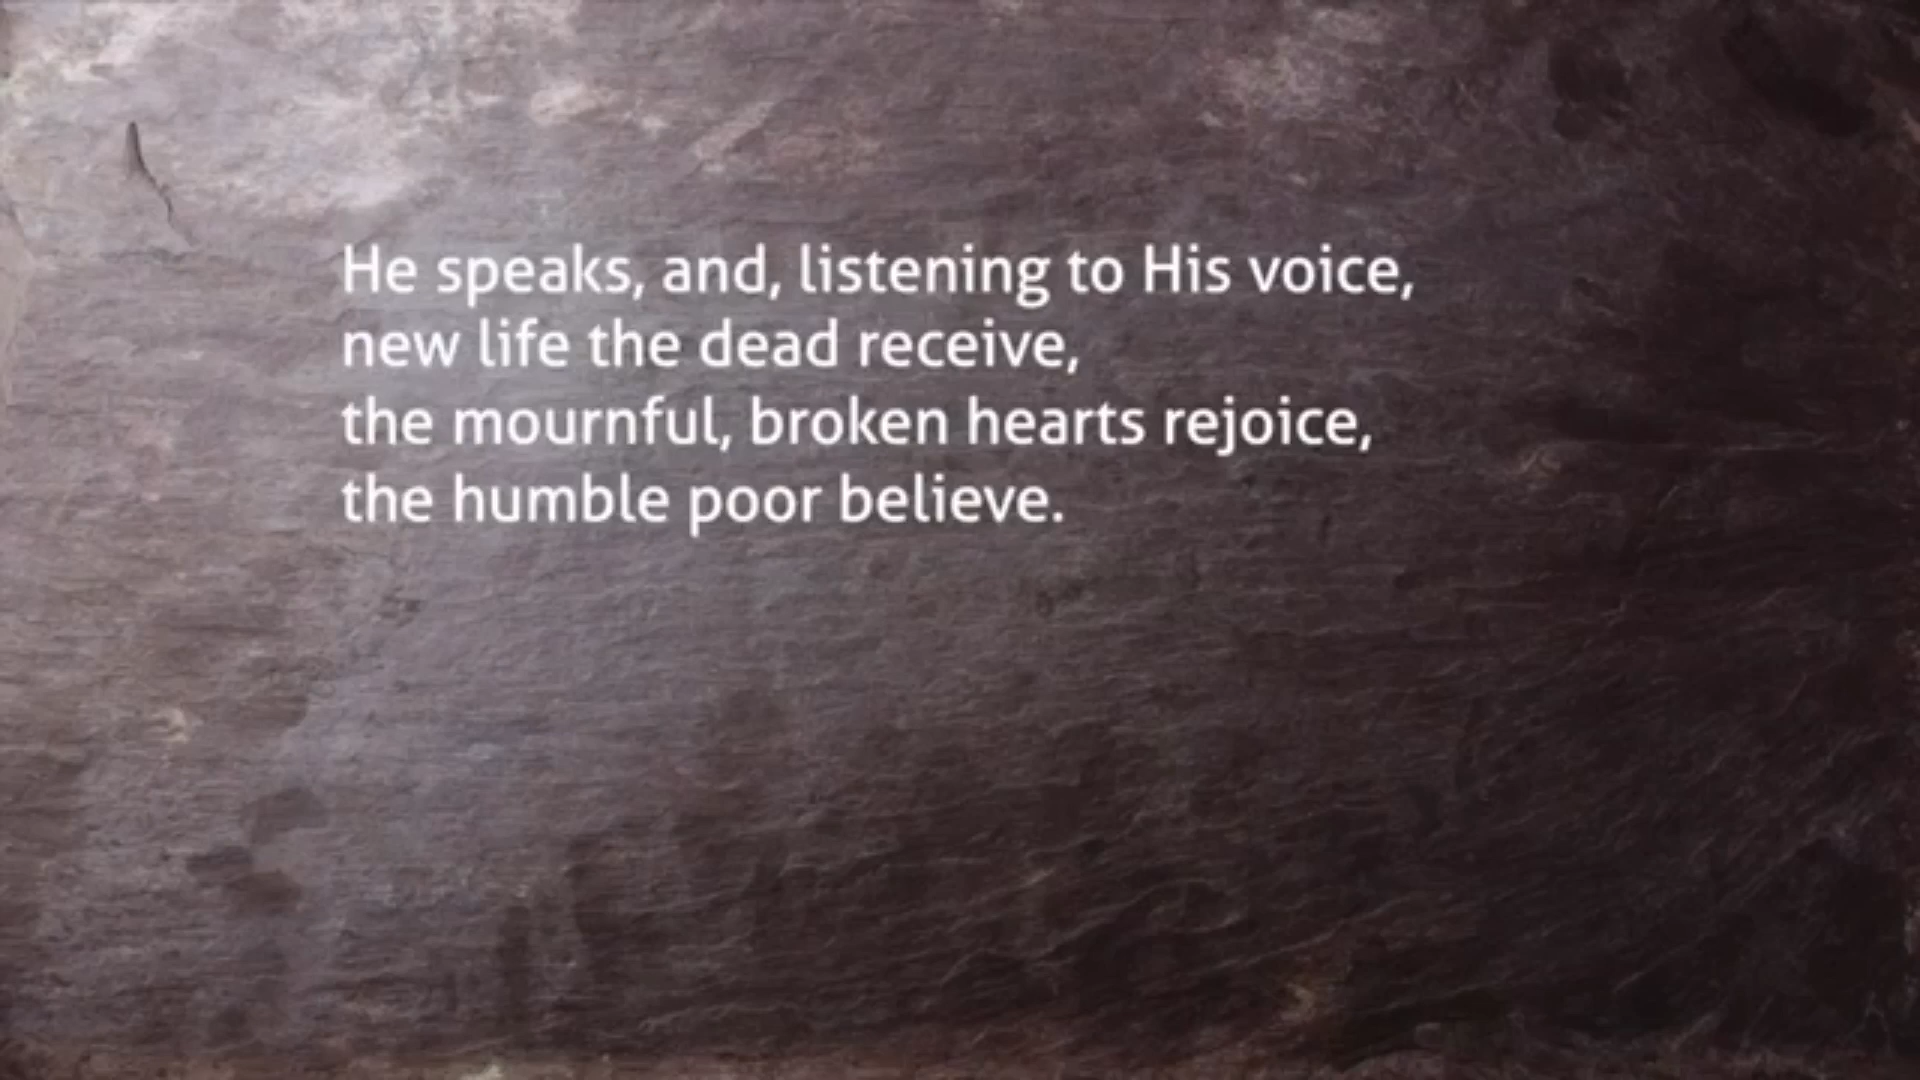 He speaks, and, listening to His voice,
new life the dead receive,
the mournful, broken hearts rejoice,
the humble poor believe.